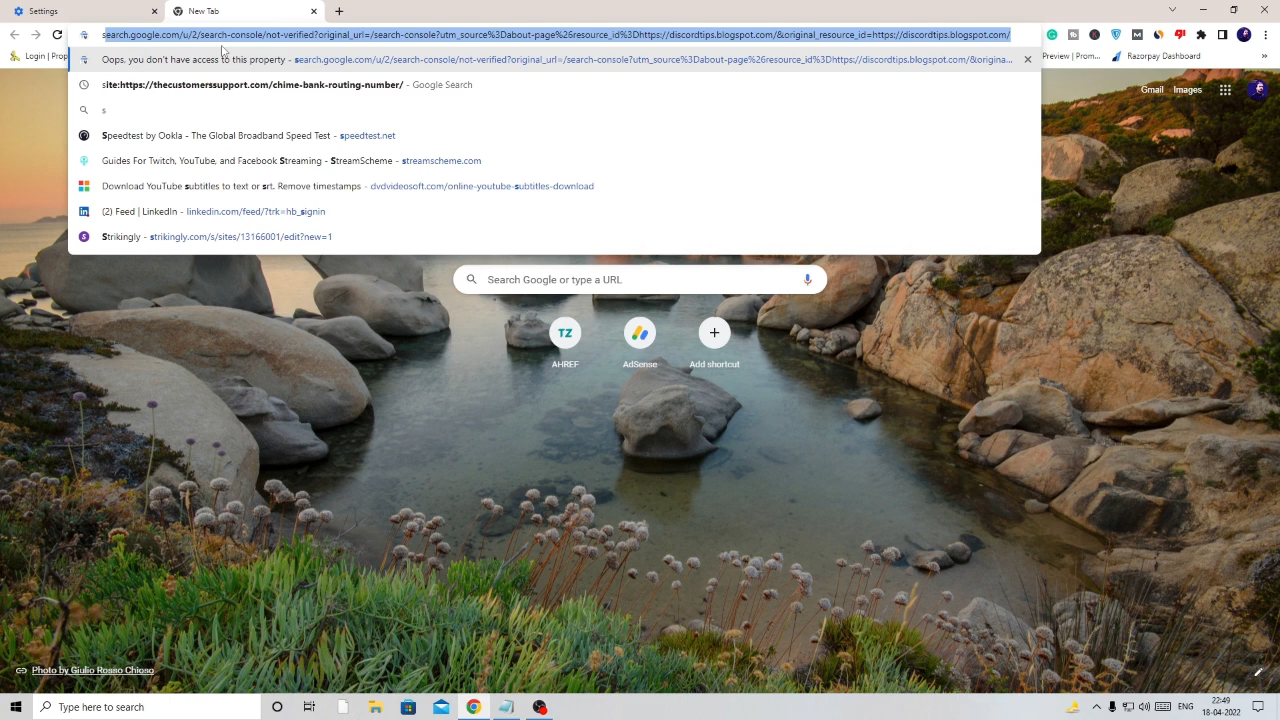 Settings
New Tab
search.google.com/u/2/search-console/not-verified?original_url=/search-console?utm_source%3Dabout-page%26resource_id%3Dhttps://discordtips.blogspot.com/&original_resource_id=https://discordtips.blogspot.com/
Login | Prop
Preview | Prom...
Razorpay Dashboard
»
Oops: you don't have access to this property - search.google.com/u/2/search-console/not-verified?original_url=/search-console?utm_source%3Dabout-page%26resource_id%3Dhttps://discordtips.blogspot.com/&origina...
site:https://thecustomerssupport.com/chime-bank-routing-number/ - Google Search
s
Speedtest by Ookla - The Global Broadband Speed Test - speedtest.net
Guides For Twitch, YouTube, and Facebook Streaming - StreamScheme - streamscheme.com
Download YouTube subtitles to text or srt. Remove timestamps - dvdvideosoft.com/online-youtube-subtitles-download
(2) Feed | LinkedIn - linkedin.com/feed/?trk=hb_signin
Strikingly - strikingly.com/s/sites/13166001/edit?new=1
Gmail Images
Search Google or type a URL
TZ
AHREF
AdSense
Add shortcut
Photo by Giulio Rosso Chioso
Type here to search
ENG
22:49
18-04-2022